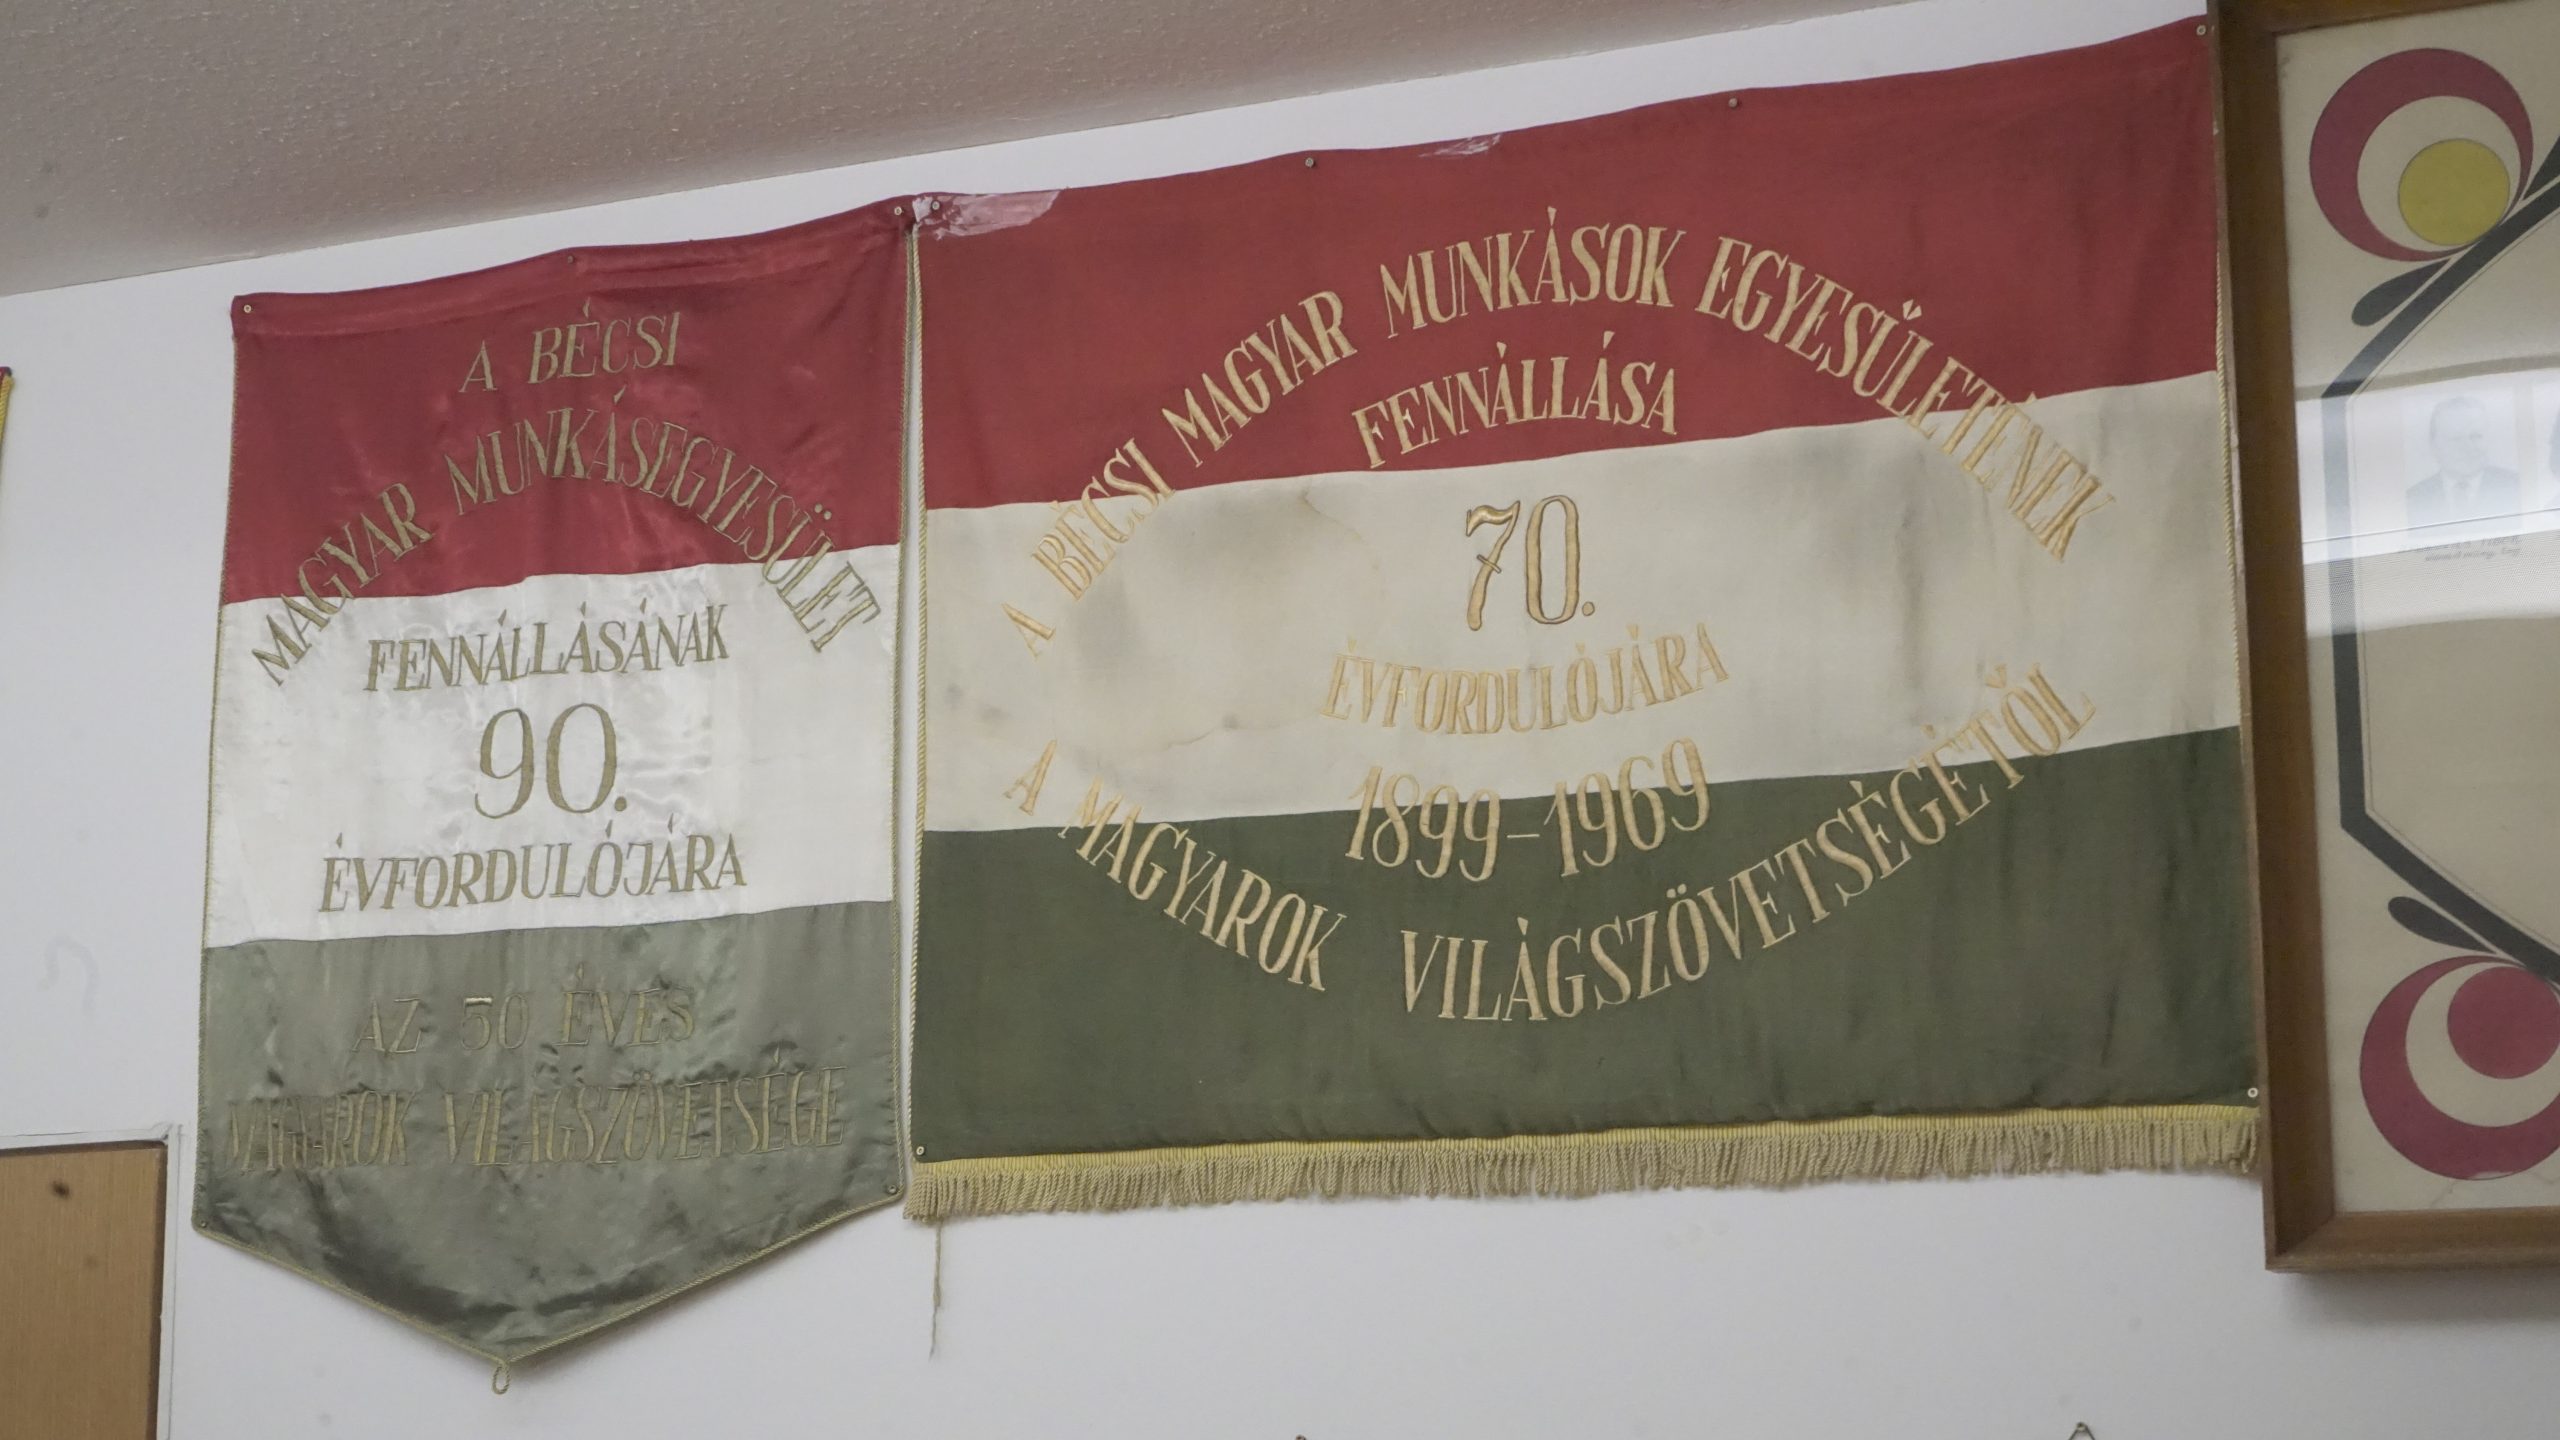 A BÉCSI
MAGYAR MUNKÁSEGYESÜLET
FENNÁLLÁSÁNAK
90.
ÉVFORDULÓJÁRA
AZ 50 ÉVES
MAGYAROK VILÁGSZÖVETSÉGE
A BÉCSI MAGYAR MUNKÁSOK EGYESŰLETÉNEK
FENNÁLLÁSA
70.
ÉVFORDULÓJÁRA
1899-1969
A MAGYAROK VILÁGSZÖVETSÉGÉTŐL